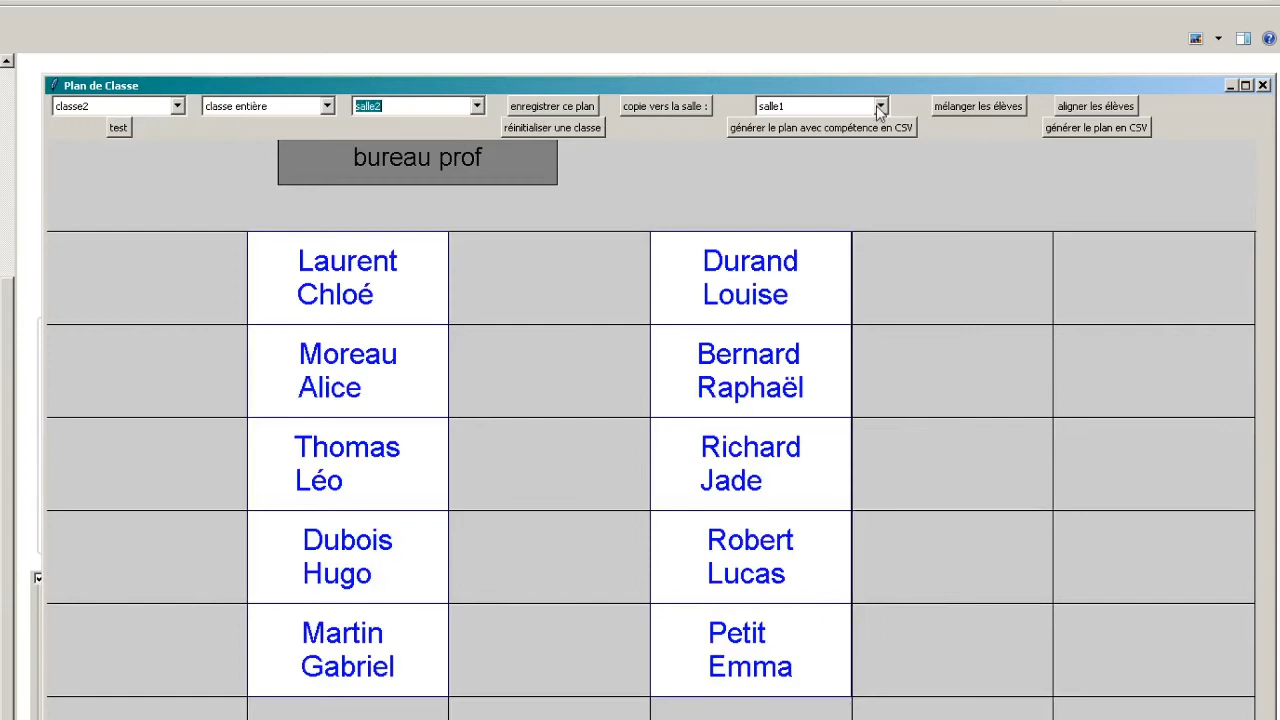 Plan de Classe
classe2 classe entière salle2 enregistrer ce plan copie vers la salle : salle1 mélanger les élèves aligner les élèves
test réinitialiser une classe générer le plan avec compétence en CSV générer le plan en CSV
bureau prof
Laurent
Chloé
Durand
Louise
Moreau
Alice
Bernard
Raphaël
Thomas
Léo
Richard
Jade
Dubois
Hugo
Robert
Lucas
Martin
Gabriel
Petit
Emma